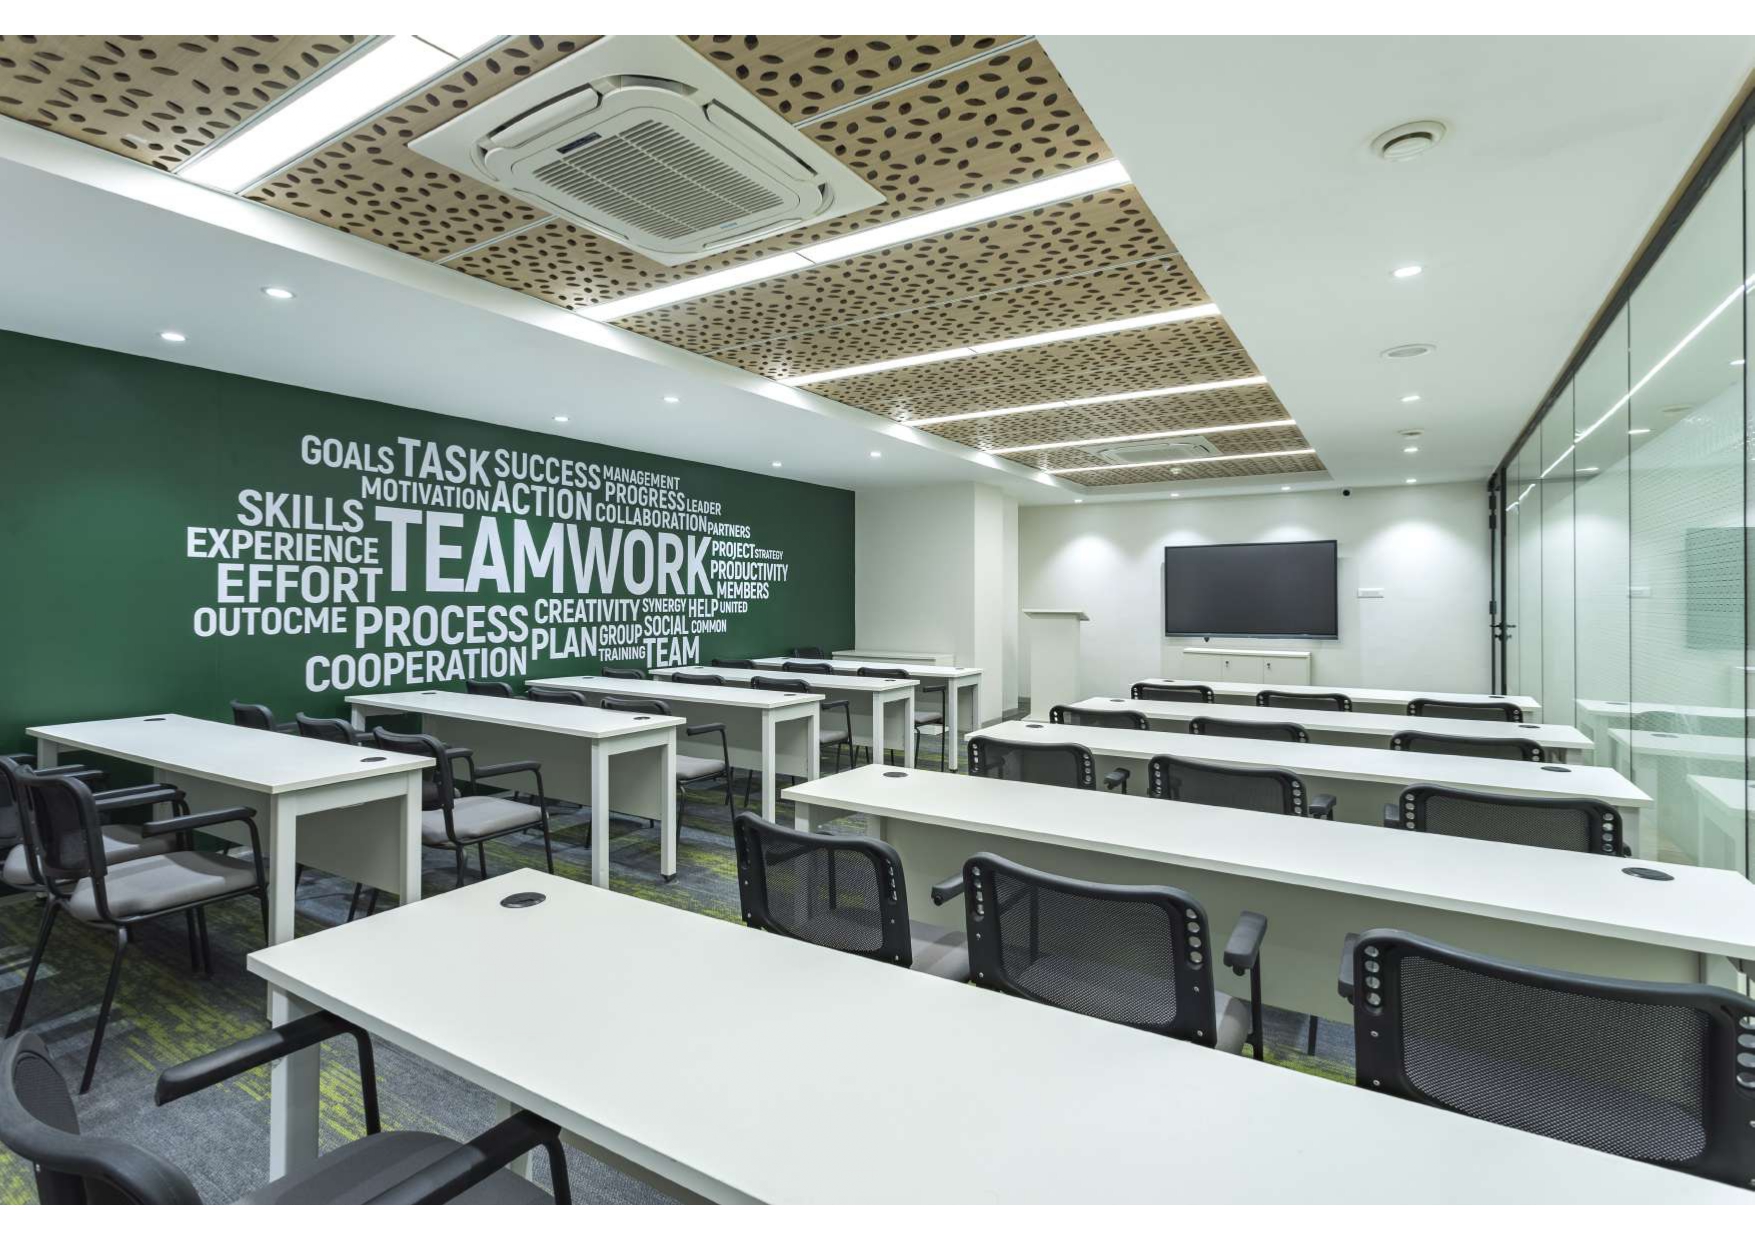 GOALS TASK SUCCESS MANAGEMENT
MOTIVATION ACTION PROGRESS LEADER
SKILLS COLLABORATION PARTNERS
EXPERIENCE TEAMWORK PROJECT STRATEGY
EFFORT PRODUCTIVITY
MEMBERS
OUTOCME PROCESS CREATIVITY SYNERGY HELP UNITED
PLAN GROUP SOCIAL COMMON
COOPERATION TRAINING TEAM